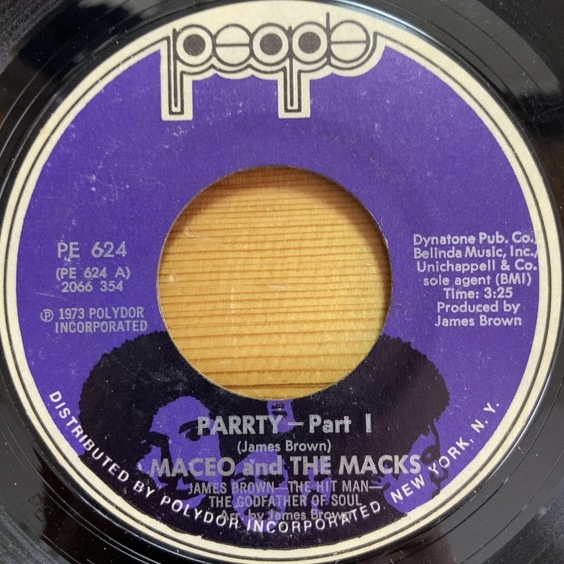 people
PE 624
(PE 624 A)
2066 354
℗ 1973 POLYDOR
INCORPORATED
Dynatone Pub. Co.
Belinda Music, Inc.
Unichappell & Co.
sole agent (BMI)
Time: 3:25
Produced by
James Brown
PARRTY — Part I
(James Brown)
MACEO and THE MACKS
JAMES BROWN—THE HIT MAN—
THE GODFATHER OF SOUL
Arr. by James Brown
DISTRIBUTED BY POLYDOR INCORPORATED, NEW YORK, N. Y.